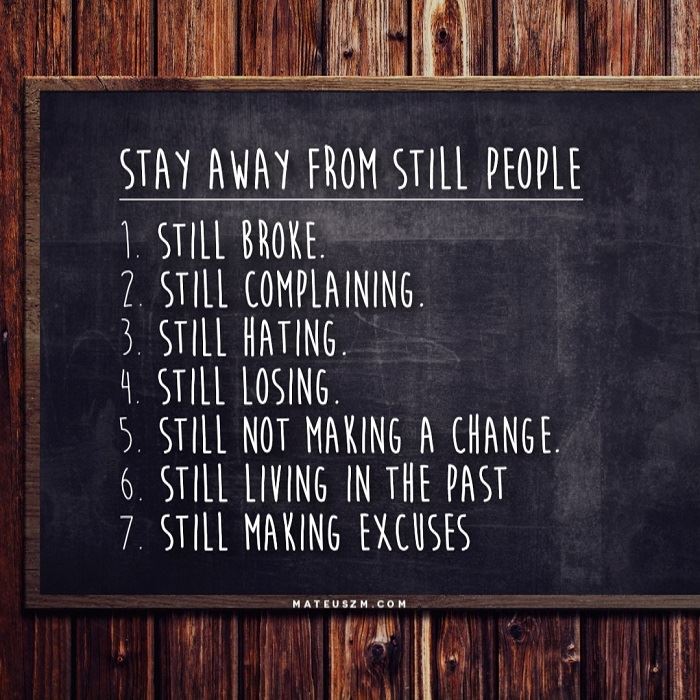 STAY AWAY FROM STILL PEOPLE
1. STILL BROKE.
2. STILL COMPLAINING.
3. STILL HATING.
4. STILL LOSING.
5. STILL NOT MAKING A CHANGE.
6. STILL LIVING IN THE PAST
7. STILL MAKING EXCUSES
MATEUSZM.COM